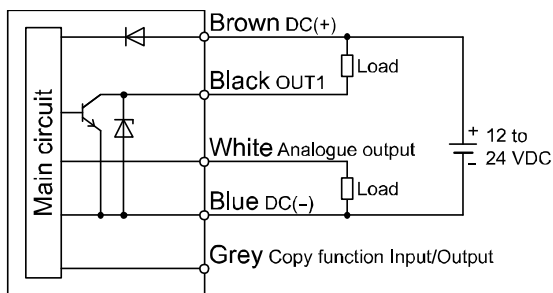 Brown DC(+)
Load
Black OUT1
Main circuit
White Analogue output
+ 12 to
− 24 VDC
Load
Blue DC(−)
Grey Copy function Input/Output